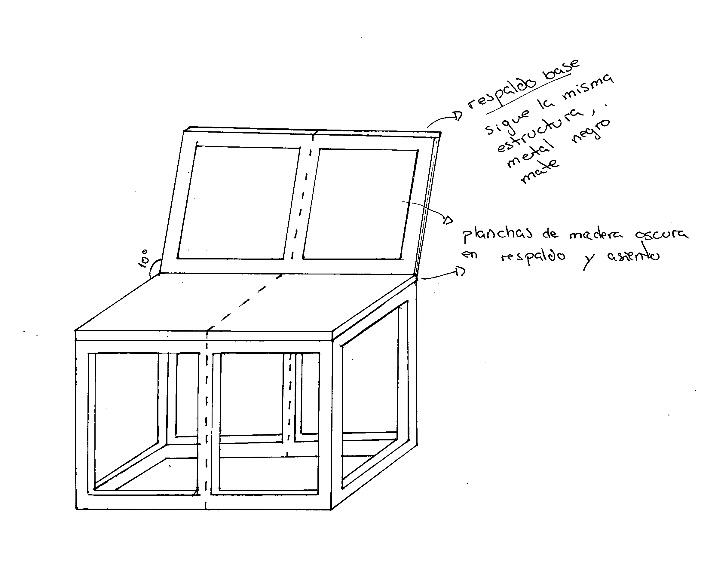 respaldo base
sigue la misma
estructura,
metal negro
mate
planchas de madera oscura
en respaldo y asiento
10°